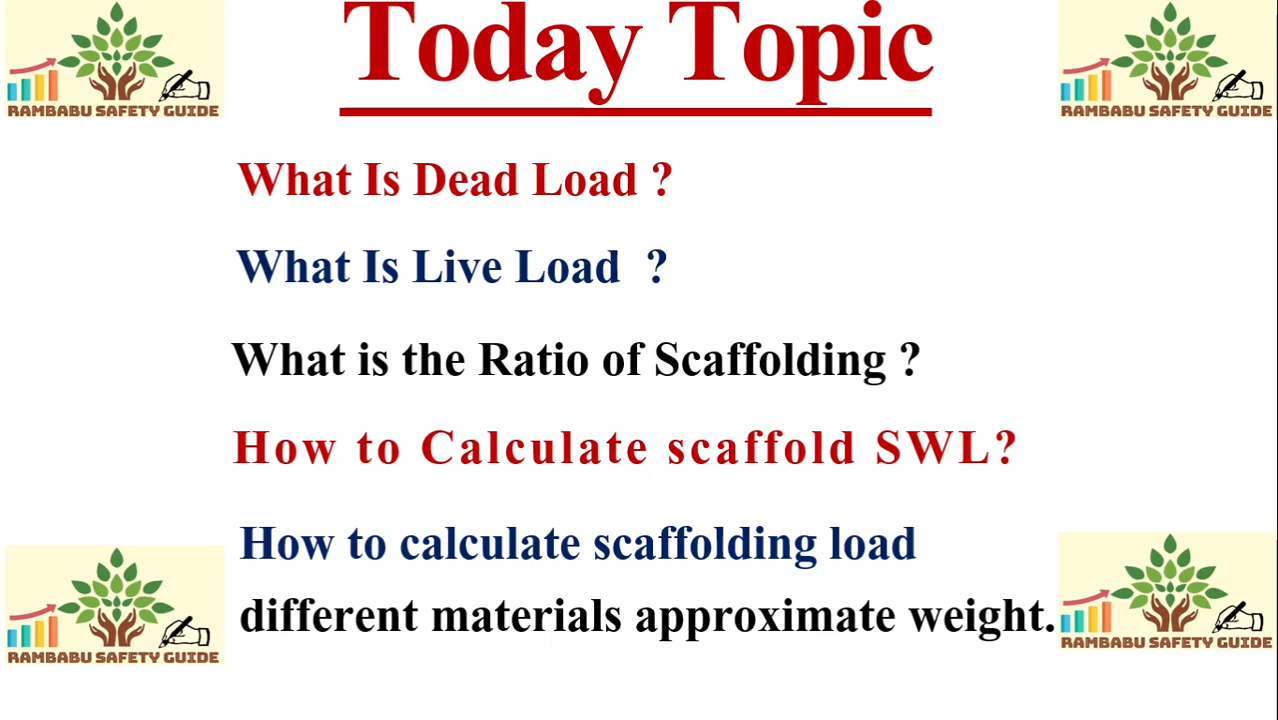 Today Topic
RAMBABU SAFETY GUIDE
RAMBABU SAFETY GUIDE
What Is Dead Load ?
What Is Live Load ?
What is the Ratio of Scaffolding ?
How to Calculate scaffold SWL?
How to calculate scaffolding load
different materials approximate weight.
RAMBABU SAFETY GUIDE
RAMBABU SAFETY GUIDE